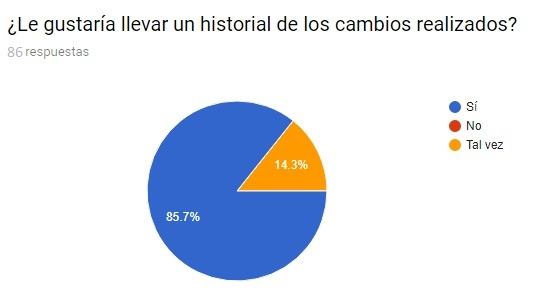 ¿Le gustaría llevar un historial de los cambios realizados?
86 respuestas
Sí
No
Tal vez
14.3%
85.7%